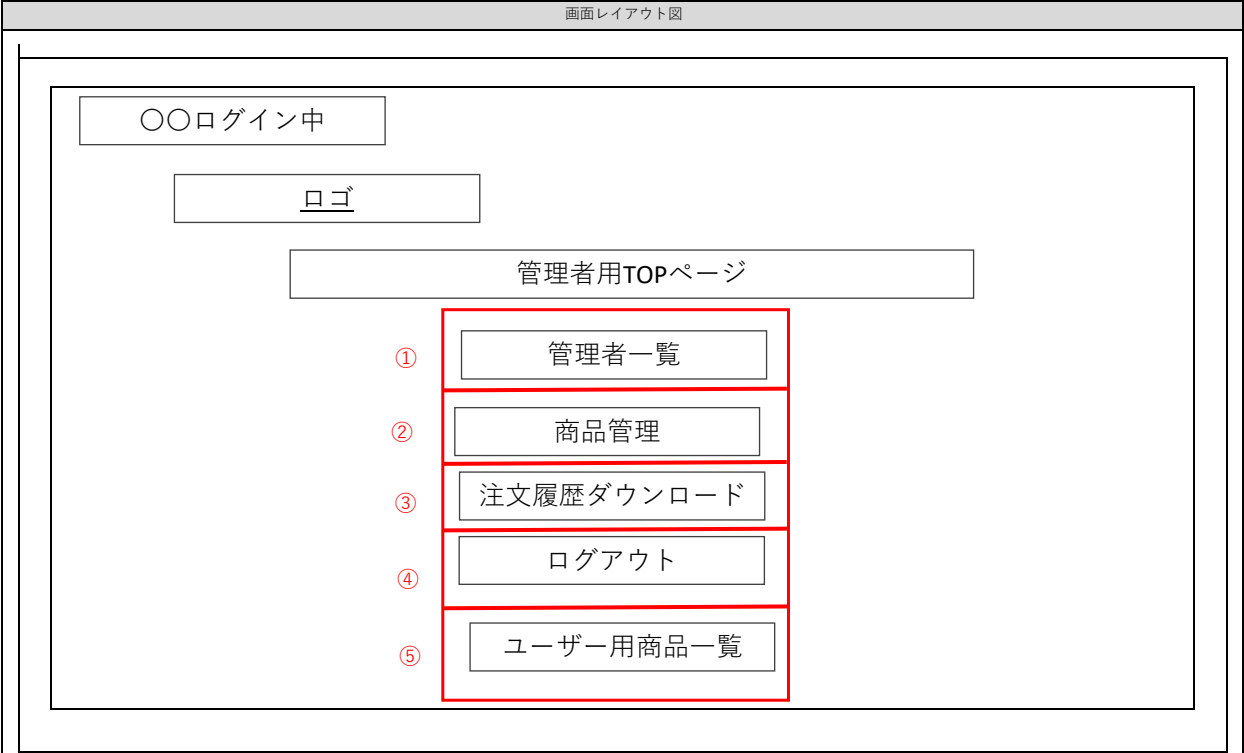 画面レイアウト図
〇〇ログイン中
ロゴ
管理者用TOPページ
① 管理者一覧
② 商品管理
③ 注文履歴ダウンロード
④ ログアウト
⑤ ユーザー用商品一覧